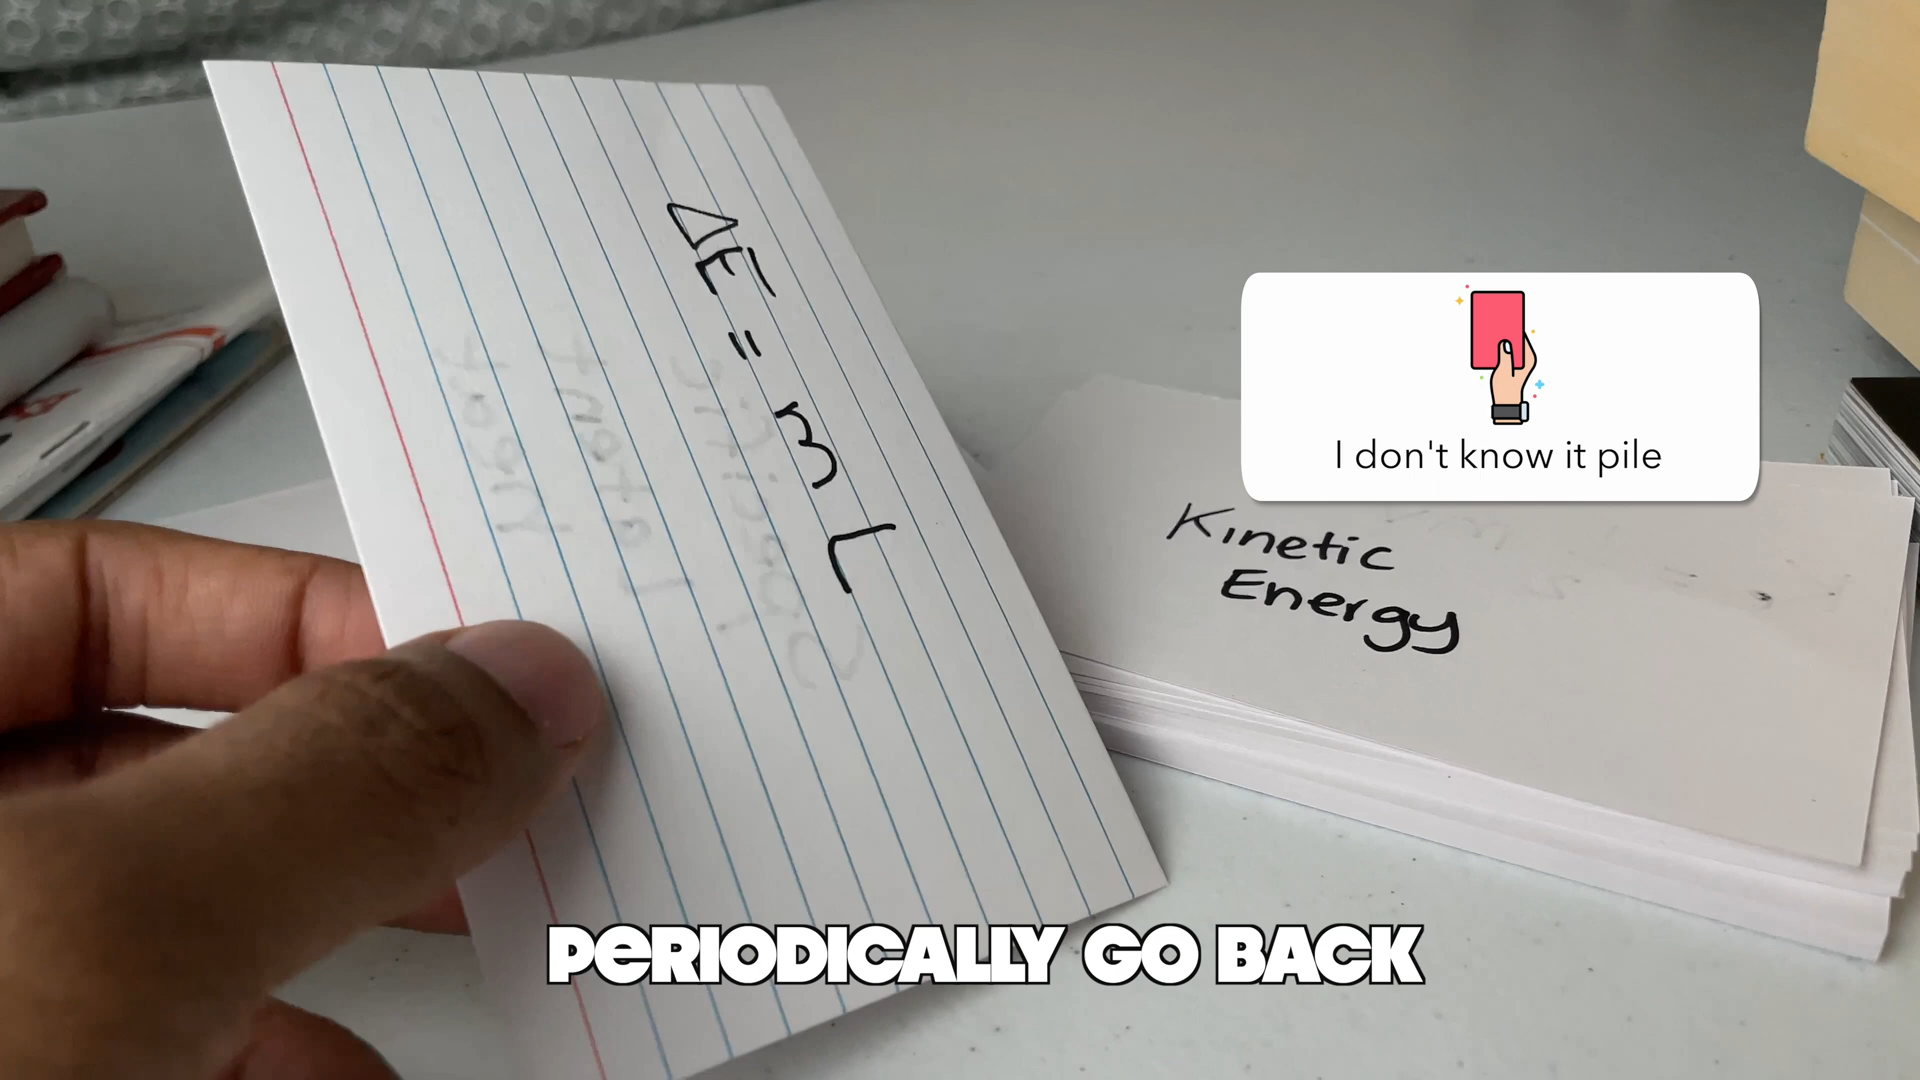 ΔE = mL
I don't know it pile
Kinetic
Energy
PERIODICALLY GO BACK